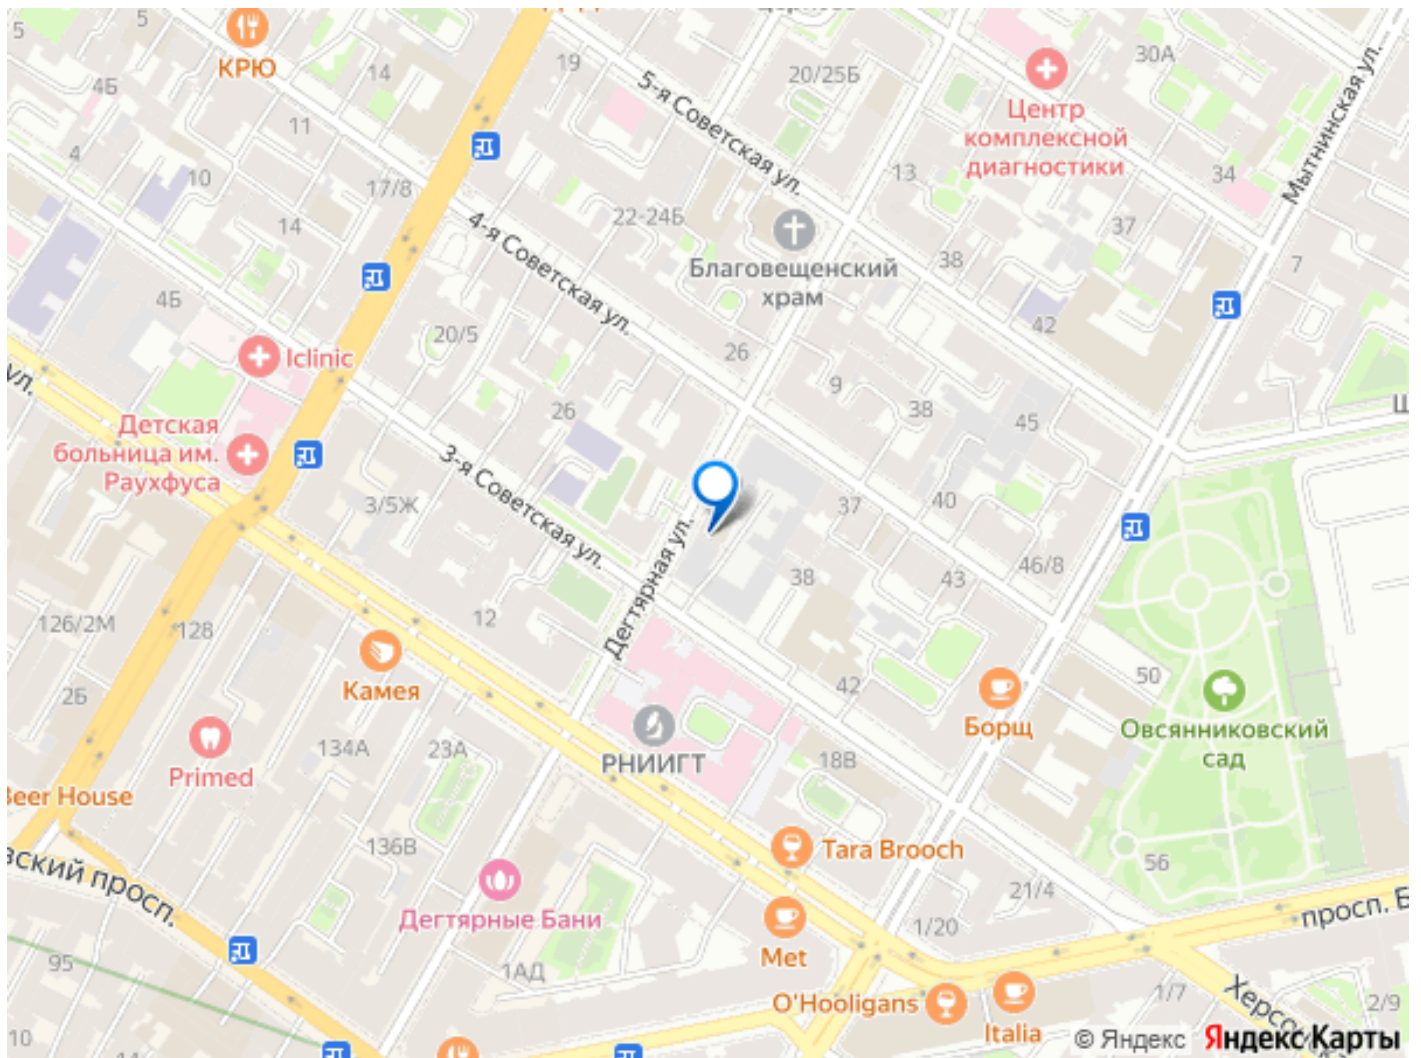 5
5
КРЮ
14
19
20/25Б
30А
4Б
11
5-я Советская ул.
Центр
комплексной
диагностики
Мытнинская ул.
4
10
17/8
13
34
14
22-24Б
4-я Советская ул.
37
Благовещенский
храм
38
7
4Б
20/5
42
Iclinic
26
ул.
9
38
45
Детская
больница им.
Раухфуса
26
3-я Советская ул.
3/5Ж
37
40
Дегтярная ул.
38
43
46/8
126/2М
128
12
Камея
42
50
2Б
Борщ
Овсянниковский
сад
134А
23А
РНИИГТ
18В
Primed
Beer House
136В
Tara Brooch
56
21/4
ский просп.
Дегтярные Бани
1/20
просп. Б
Met
95
1АД
O'Hooligans
Italia
1/7
Херсо
2/9
10
© Яндекс Яндекс Карты